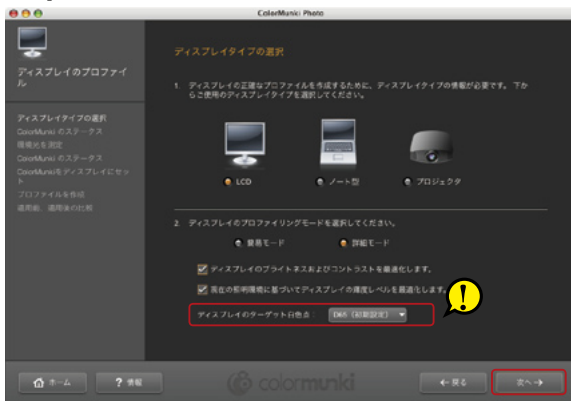 ColorMunki Photo
ディスプレイのプロファイ
ル
ディスプレイタイプの選択
ColorMunki のステータス
環境光を測定
ColorMunki のステータス
ColorMunkiをディスプレイにセッ
ト
プロファイルを作成
適用前、適用後の比較
ディスプレイタイプの選択
1. ディスプレイの正確なプロファイルを作成するために、ディスプレイタイプの情報が必要です。 下か
らご使用のディスプレイタイプを選択してください。
LCD
ノート型
プロジェクタ
2. ディスプレイのプロファイリングモードを選択してください。
簡易モード
詳細モード
ディスプレイのブライトネスおよびコントラストを最適化します。
現在の照明環境に基づいてディスプレイの輝度レベルを最適化します。
!
ディスプレイのターゲット白色点 : D65（初期設定）
ホーム
? 情報
colormunki
戻る
次へ